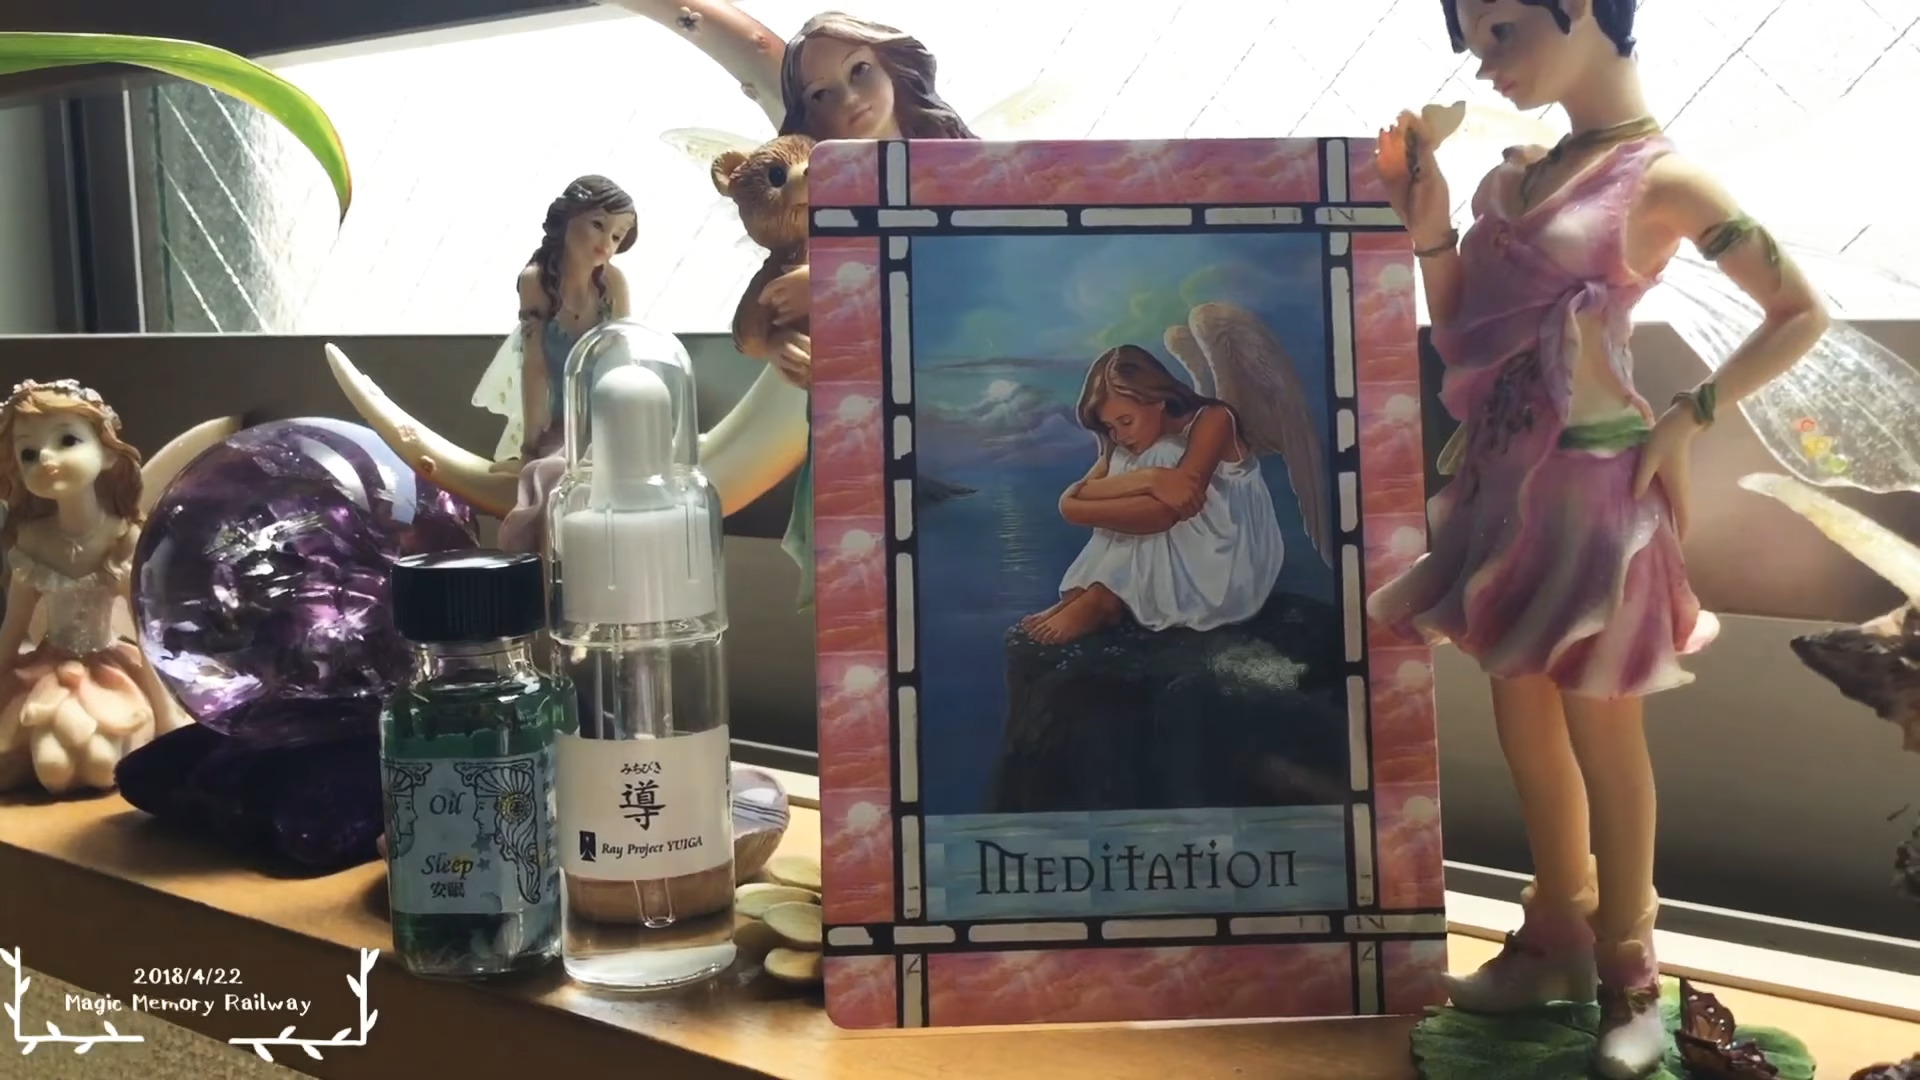 Oil
Sleep
安眠
みちびき
導
Ray Project YUIGA
MEDiTATiON
2018/4/22
Magic Memory Railway